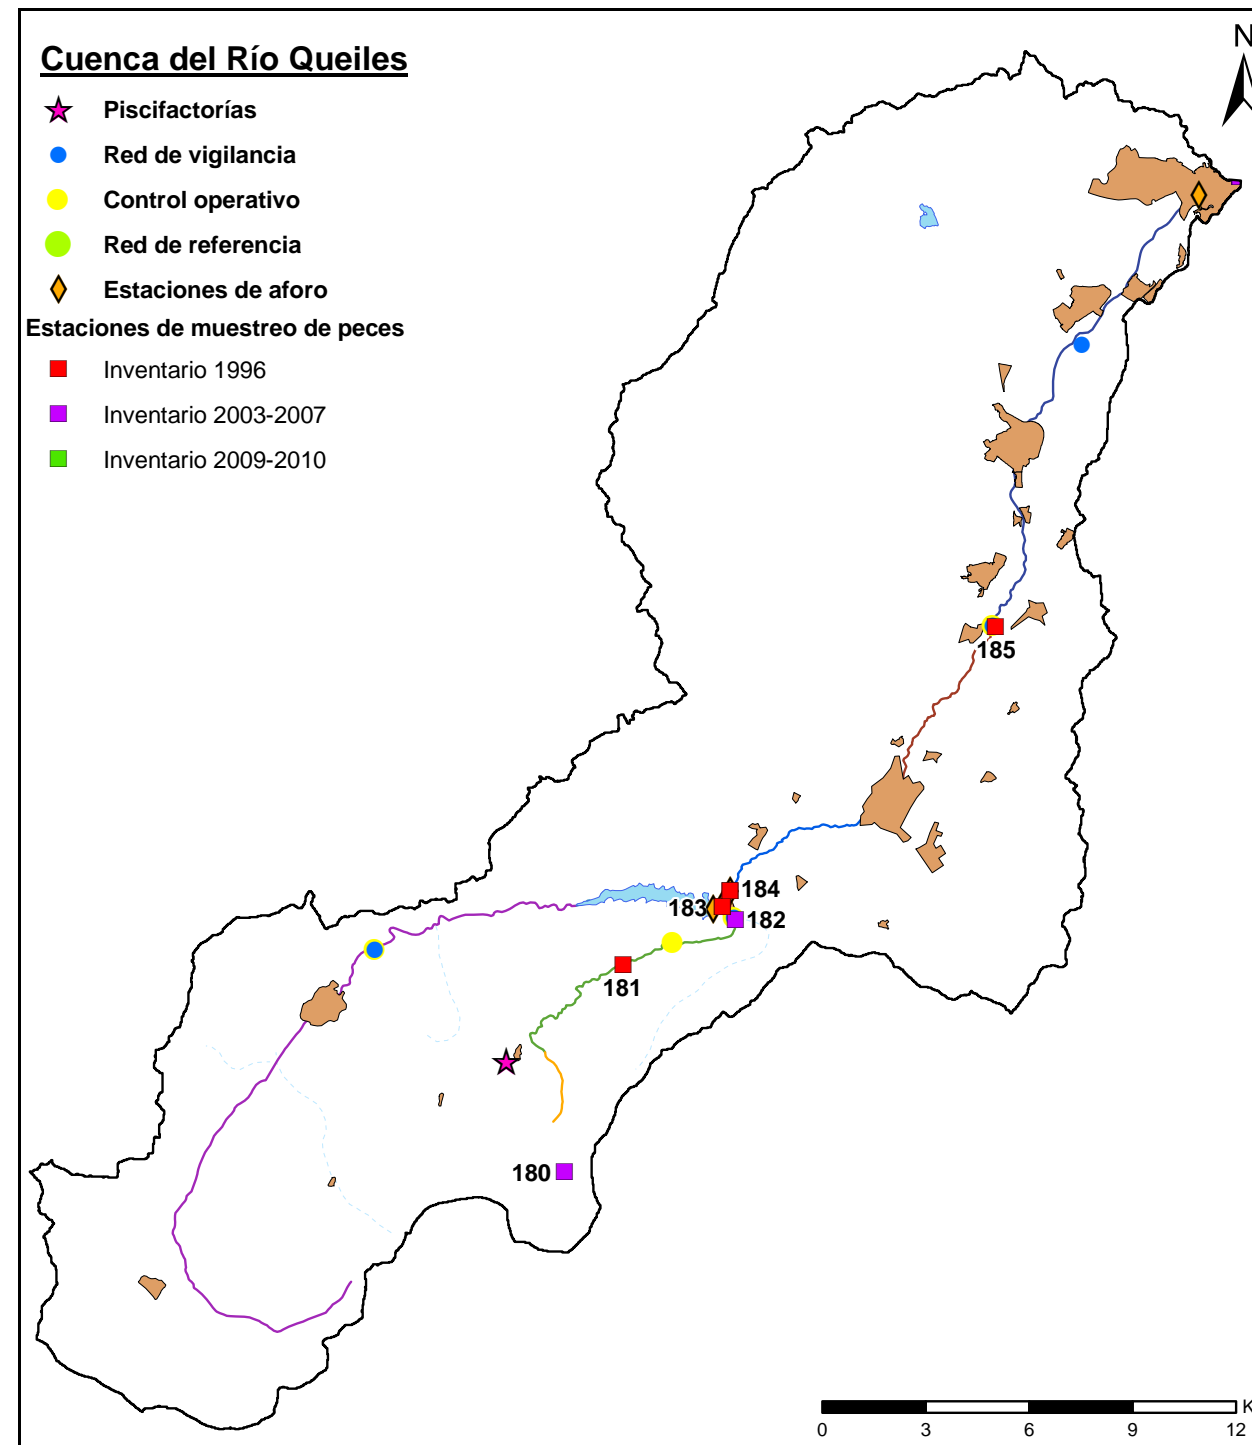 Cuenca del Río Queiles
N
Piscifactorías
Red de vigilancia
Control operativo
Red de referencia
Estaciones de aforo
Estaciones de muestreo de peces
Inventario 1996
Inventario 2003-2007
Inventario 2009-2010
185
184
183
182
181
180
K
0 3 6 9 12